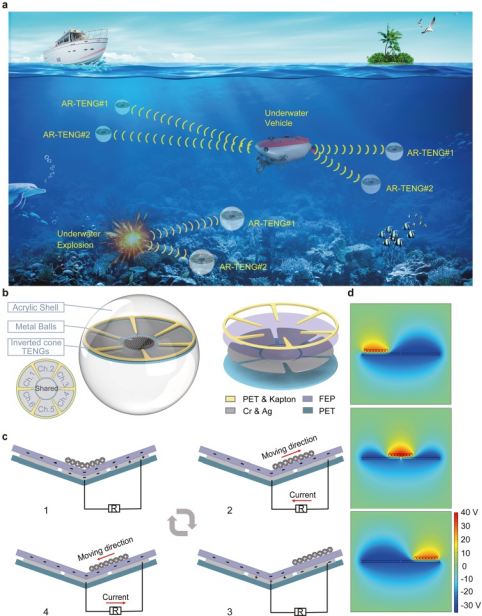 a
AR-TENG#1
AR-TENG#2
Underwater
Vehicle
AR-TENG#1
AR-TENG#2
Underwater
Explosion
AR-TENG#1
AR-TENG#2
b
Acrylic Shell
Metal Balls
Inverted cone
TENGs
Ch.1
Ch.2
Ch.3
Ch.4
Ch.5
Ch.6
Shared
PET & Kapton
FEP
Cr & Ag
PET
c
1
R
Moving direction
Current
2
R
Moving direction
Current
4
R
3
R
d
40 V
30 V
20 V
10 V
0 V
-10 V
-20 V
-30 V